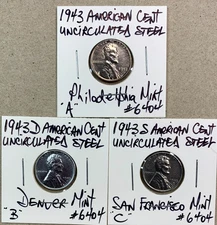 1943 AMERICAN CENT
UNCIRCULATED STEEL
Philadelphia Mint
"A" #6404
1943 D AMERICAN CENT
UNCIRCULATED STEEL
DENVER MINT
"B" #6404
1943 S AMERICAN CENT
UNCIRCULATED STEEL
SAN FRANCISCO MINT
"C" #6404